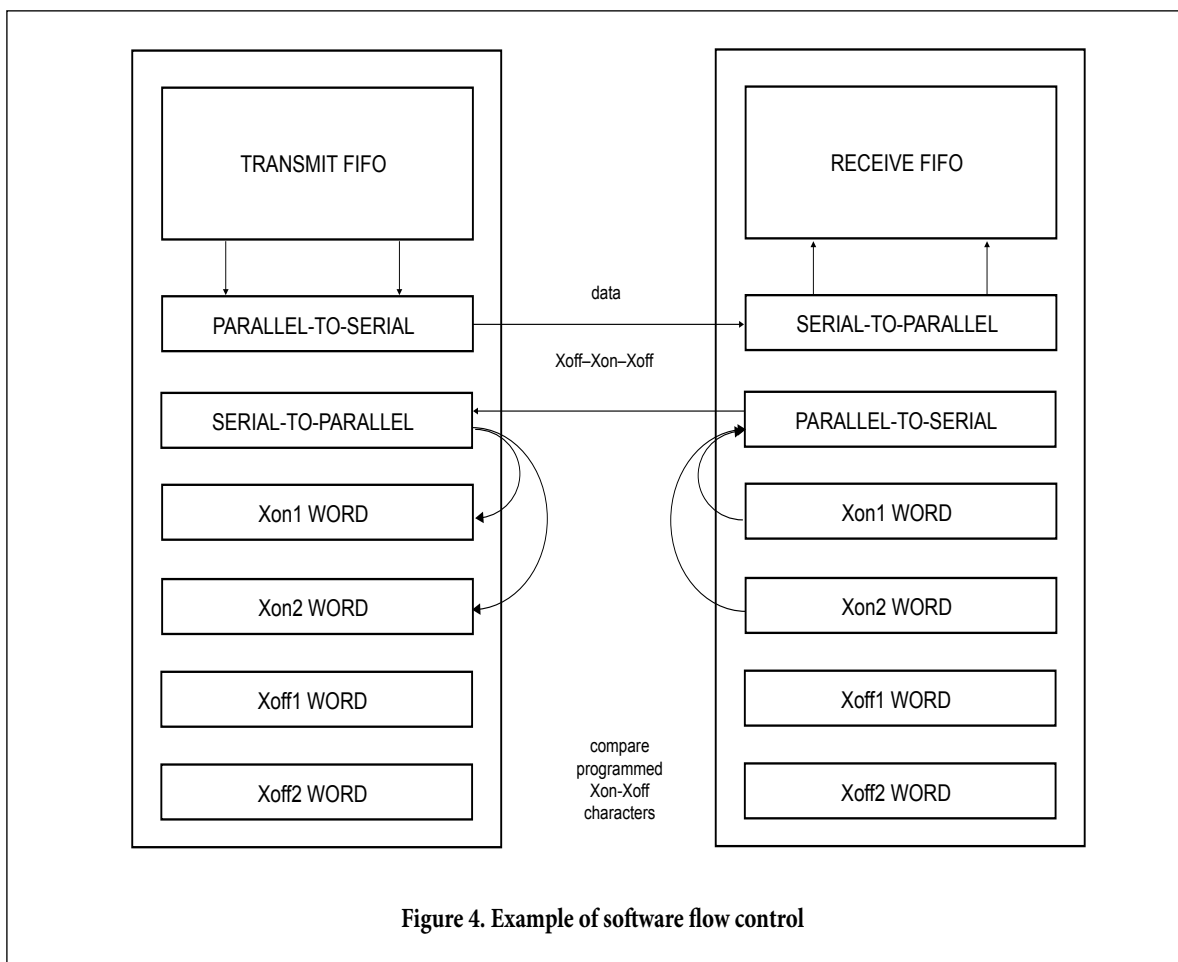 TRANSMIT FIFO
PARALLEL-TO-SERIAL
SERIAL-TO-PARALLEL
Xon1 WORD
Xon2 WORD
Xoff1 WORD
Xoff2 WORD
data
Xoff–Xon–Xoff
compare
programmed
Xon-Xoff
characters
RECEIVE FIFO
SERIAL-TO-PARALLEL
PARALLEL-TO-SERIAL
Xon1 WORD
Xon2 WORD
Xoff1 WORD
Xoff2 WORD
Figure 4. Example of software flow control